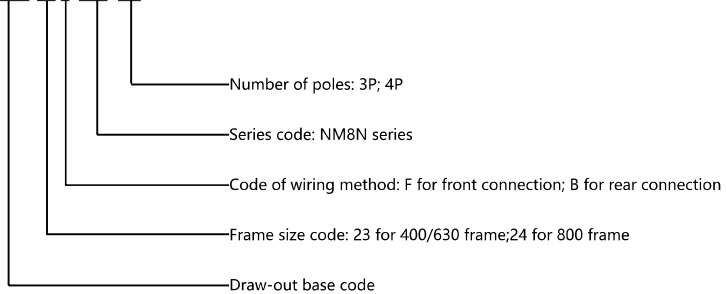 Number of poles: 3P; 4P
Series code: NM8N series
Code of wiring method: F for front connection; B for rear connection
Frame size code: 23 for 400/630 frame;24 for 800 frame
Draw-out base code